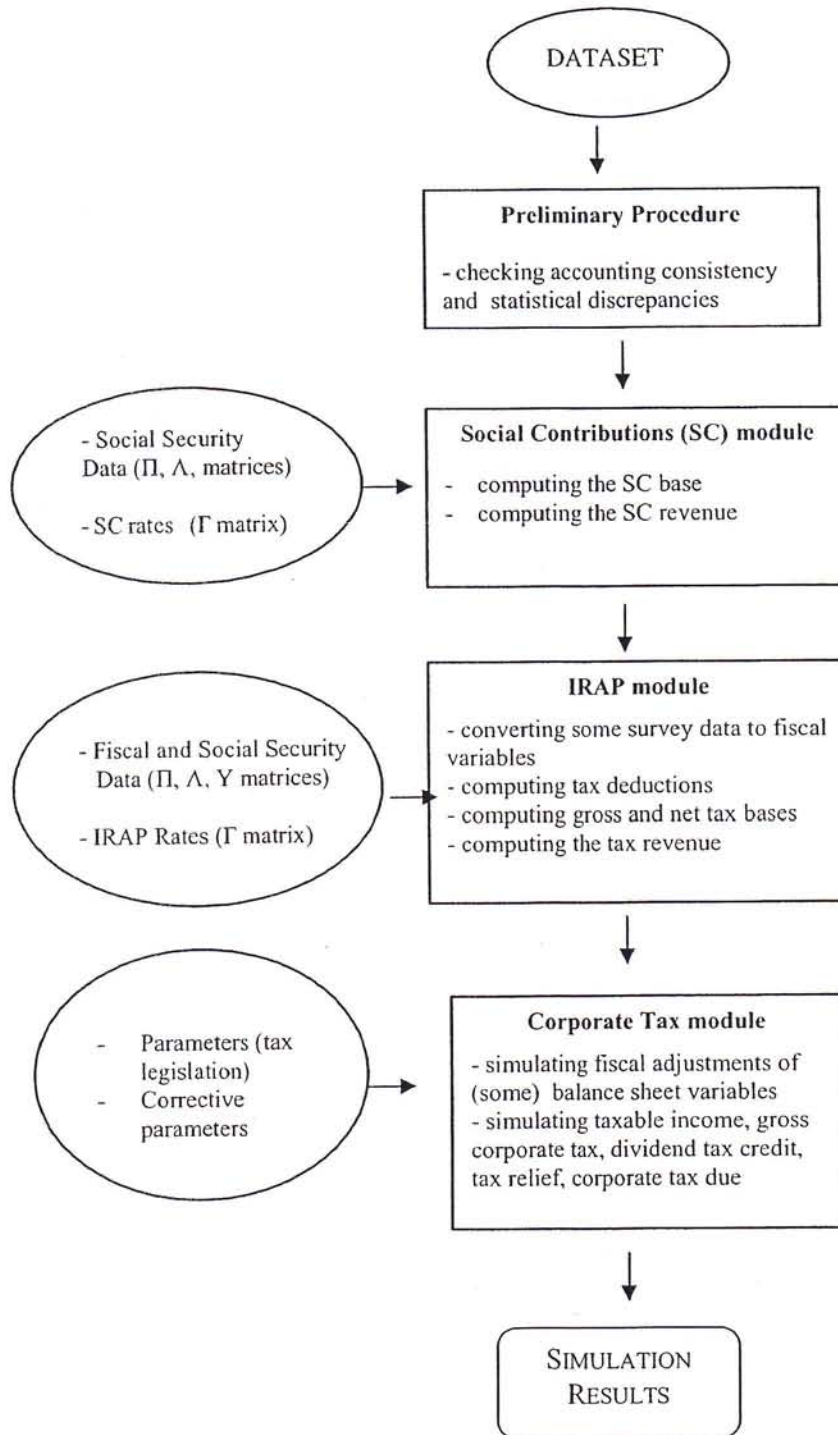 DATASET
Preliminary Procedure
- checking accounting consistency
and statistical discrepancies
- Social Security
Data (Π, Λ, matrices)
- SC rates (Γ matrix)
Social Contributions (SC) module
- computing the SC base
- computing the SC revenue
- Fiscal and Social Security
Data (Π, Λ, Υ matrices)
- IRAP Rates (Γ matrix)
IRAP module
- converting some survey data to fiscal
variables
- computing tax deductions
- computing gross and net tax bases
- computing the tax revenue
- Parameters (tax
legislation)
- Corrective
parameters
Corporate Tax module
- simulating fiscal adjustments of
(some) balance sheet variables
- simulating taxable income, gross
corporate tax, dividend tax credit,
tax relief, corporate tax due
SIMULATION
RESULTS